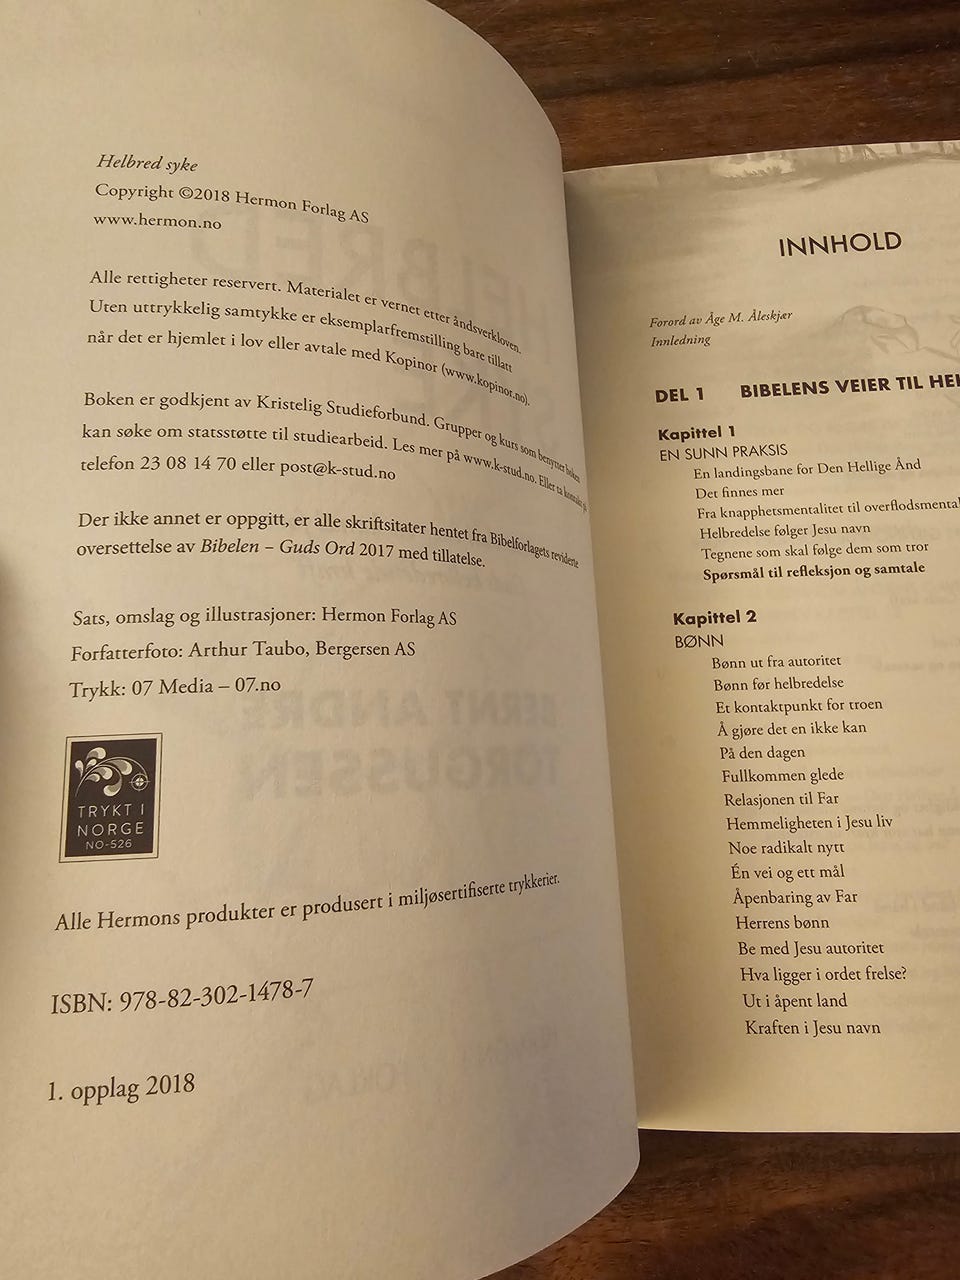 Helbred syke
Copyright ©2018 Hermon Forlag AS
www.hermon.no
Alle rettigheter reservert. Materialet er vernet etter åndsverkloven.
Uten uttrykkelig samtykke er eksemplarfremstilling bare tillatt
når det er hjemlet i lov eller avtale med Kopinor (www.kopinor.no).
Boken er godkjent av Kristelig Studieforbund. Grupper og kurs som benytter boken
kan søke om statsstøtte til studiearbeid. Les mer på www.k-stud.no. Eller ta kontakt på
telefon 23 08 14 70 eller post@k-stud.no
Der ikke annet er oppgitt, er alle skriftsitater hentet fra Bibelforlagets reviderte
oversettelse av Bibelen – Guds Ord 2017 med tillatelse.
Sats, omslag og illustrasjoner: Hermon Forlag AS
Forfatterfoto: Arthur Taubo, Bergersen AS
Trykk: 07 Media – 07.no
TRYKT I
NORGE
NO-526
Alle Hermons produkter er produsert i miljøsertifiserte trykkerier.
ISBN: 978-82-302-1478-7
1. opplag 2018
INNHOLD
Forord av Åge M. Åleskjær
Innledning
DEL 1 BIBELENS VEIER TIL
Kapittel 1
EN SUNN PRAKSIS
En landingsbane for Den Hellige Ånd
Det finnes mer
Fra knapphetsmentalitet til
Helbredelse følger Jesu navn
Tegnene som skal følge dem som tror
Spørsmål til refleksjon og samtale
Kapittel 2
BØNN
Bønn ut fra autoritet
Bønn før helbredelse
Et kontaktpunkt for troen
Å gjøre det en ikke kan
På den dagen
Fullkommen glede
Relasjonen til Far
Hemmeligheten i Jesu liv
Noe radikalt nytt
Én vei og ett mål
Åpenbaring av Far
Herrens bønn
Be med Jesu autoritet
Hva ligger i ordet frelse?
Ut i åpent land
Kraften i Jesu navn